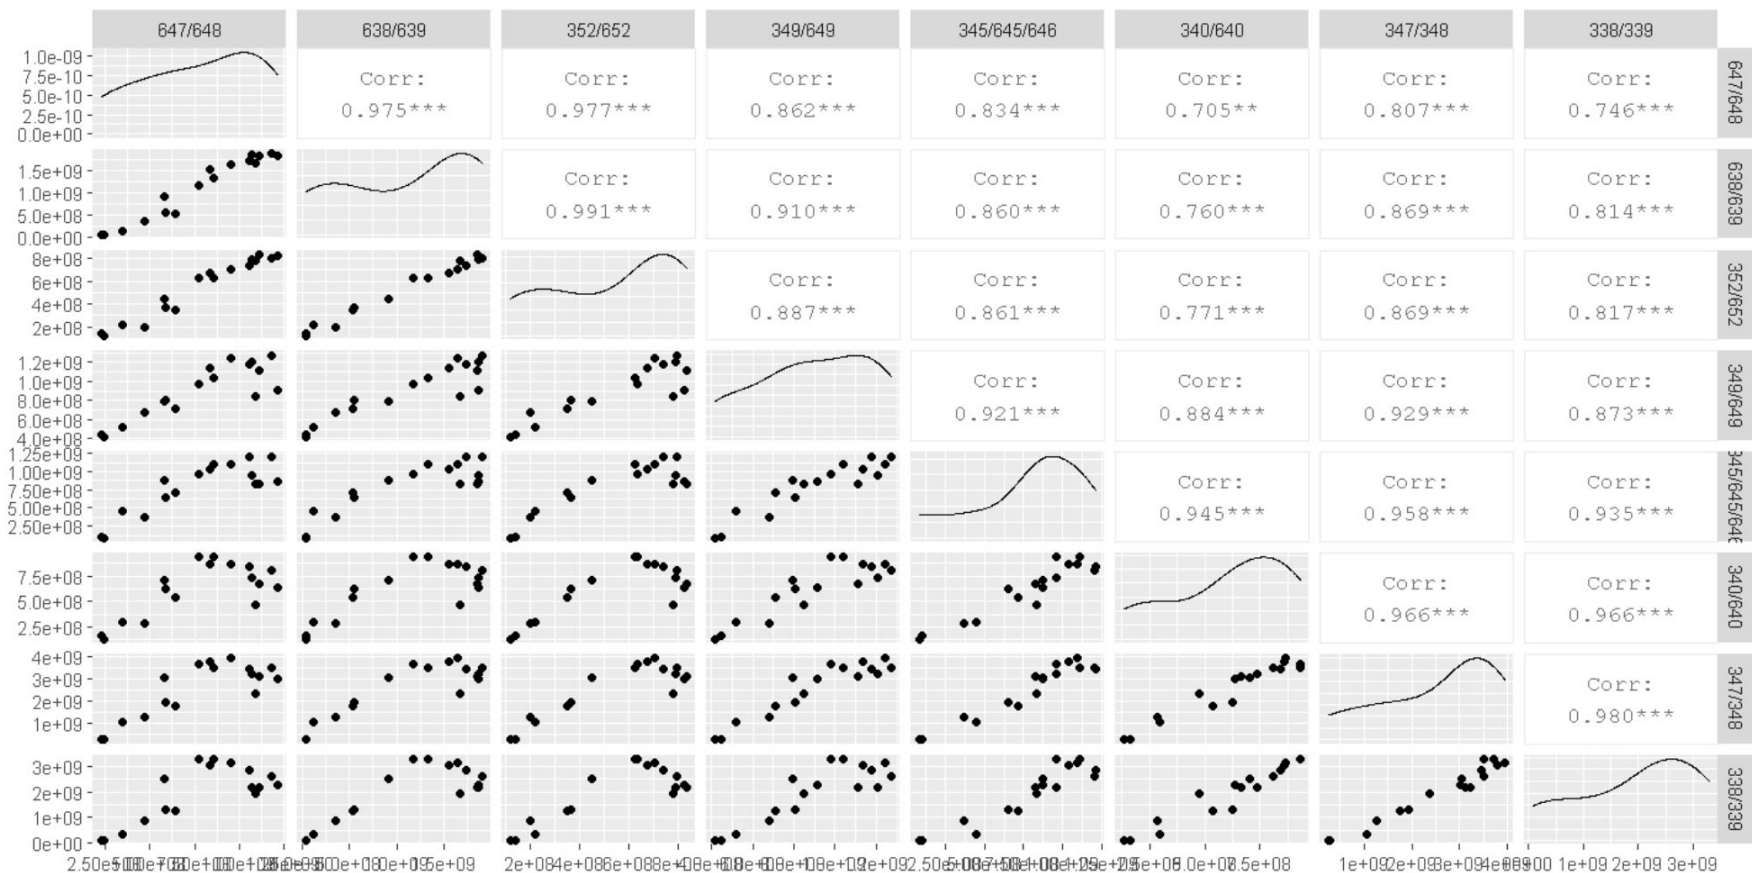 647/648 638/639 352/652 349/649 345/645/646 340/640 347/348 338/339
1.0e-09
7.5e-10
5.0e-10
2.5e-10
0.0e+00
Corr: Corr: Corr: Corr: Corr: Corr: Corr:
0.975*** 0.977*** 0.862*** 0.834*** 0.705** 0.807*** 0.746***
647/648
1.5e+09
1.0e+09
5.0e+08
0.0e+00
Corr: Corr: Corr: Corr: Corr: Corr:
0.991*** 0.910*** 0.860*** 0.760*** 0.869*** 0.814***
638/639
8e+08
6e+08
4e+08
2e+08
Corr: Corr: Corr: Corr: Corr:
0.887*** 0.861*** 0.771*** 0.869*** 0.817***
352/652
1.2e+09
1.0e+09
8.0e+08
6.0e+08
4.0e+08
Corr: Corr: Corr: Corr:
0.921*** 0.884*** 0.929*** 0.873***
349/649
1.25e+09
1.00e+09
7.50e+08
5.00e+08
2.50e+08
Corr: Corr: Corr:
0.945*** 0.958*** 0.935***
345/645/646
7.5e+08
5.0e+08
2.5e+08
Corr: Corr:
0.966*** 0.966***
340/640
4e+09
3e+09
2e+09
1e+09
Corr:
0.980***
347/348
3e+09
2e+09
1e+09
0e+00
338/339
2e+08 1e+09 2e+09 3e+09 1e+09 2e+09 3e+09